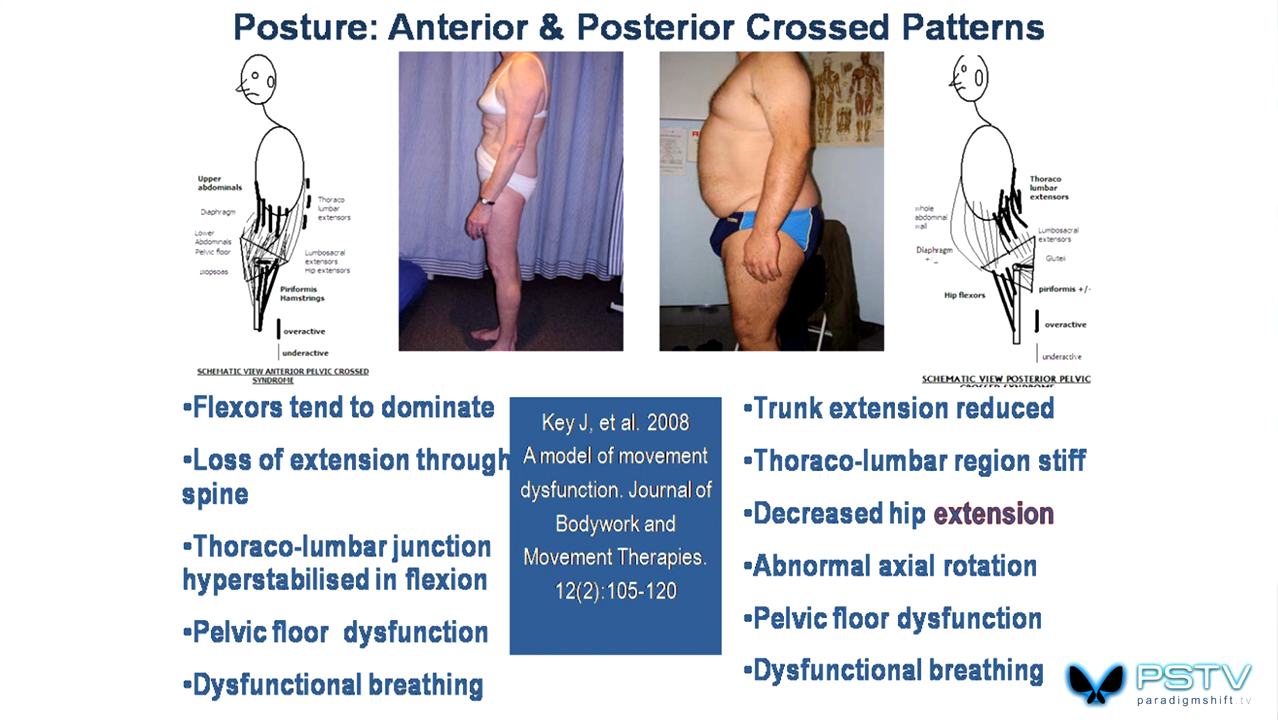 Posture: Anterior & Posterior Crossed Patterns
Upper
abdominals
Diaphragm
Lower
Abdominals
Pelvic floor
Iliopsoas
Thoraco
lumbar
extensors
Lumbosacral
extensors
Hip extensors
Piriformis
Hamstrings
overactive
underactive
SCHEMATIC VIEW ANTERIOR PELVIC CROSSED
SYNDROME
whole
abdominal
wall
Diaphragm
+ _
Hip flexors
Thoraco
lumbar
extensors
Lumbosacral
extensors
Glutei
piriformis +/-
overactive
underactive
SCHEMATIC VIEW POSTERIOR PELVIC
CROSSED SYNDROME
▪Flexors tend to dominate
▪Loss of extension through
spine
▪Thoraco-lumbar junction
hyperstabilised in flexion
▪Pelvic floor dysfunction
▪Dysfunctional breathing
Key J, et al. 2008
A model of movement
dysfunction. Journal of
Bodywork and
Movement Therapies.
12(2):105-120
▪Trunk extension reduced
▪Thoraco-lumbar region stiff
▪Decreased hip extension
▪Abnormal axial rotation
▪Pelvic floor dysfunction
▪Dysfunctional breathing
PSTV
paradigmshift.tv